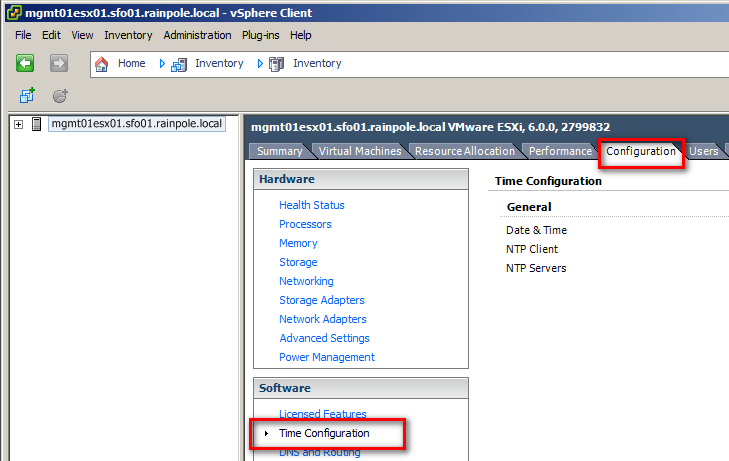 mgmt01esx01.sfo01.rainpole.local - vSphere Client
File Edit View Inventory Administration Plug-ins Help
Home Inventory Inventory
mgmt01esx01.sfo01.rainpole.local
mgmt01esx01.sfo01.rainpole.local VMware ESXi, 6.0.0, 2799832
Summary Virtual Machines Resource Allocation Performance Configuration Users
Hardware
Health Status
Processors
Memory
Storage
Networking
Storage Adapters
Network Adapters
Advanced Settings
Power Management
Software
Licensed Features
Time Configuration
DNS and Routing
Time Configuration
General
Date & Time
NTP Client
NTP Servers